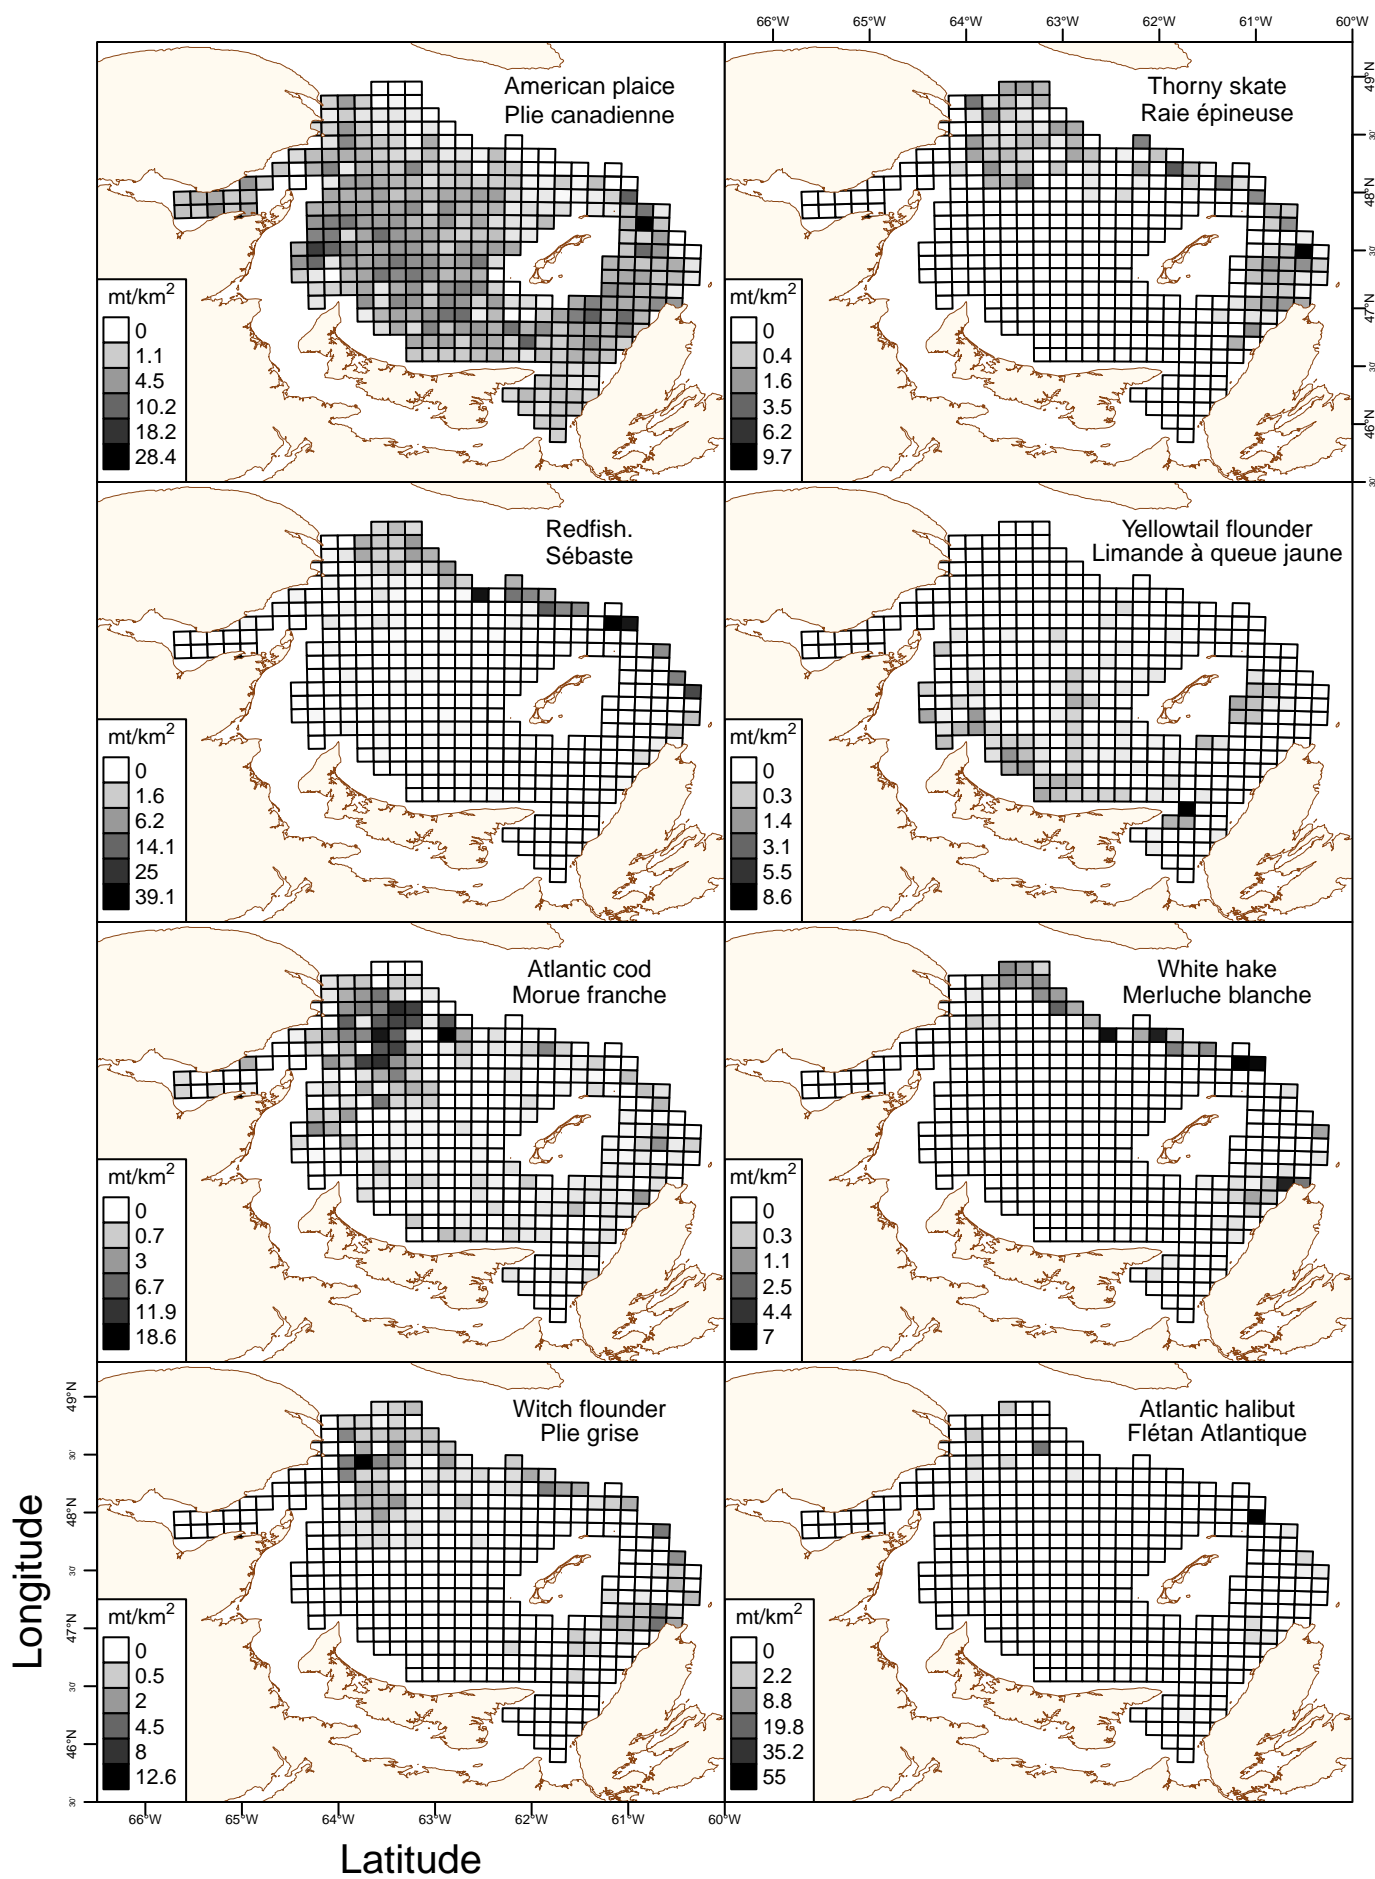 66°W 64°W 63°W 62°W 61°W 60°W
American plaice
Plie canadienne
mt/km2
0
1.1
4.5
10.2
18.2
28.4
Thorny skate
Raie épineuse
mt/km2
0
0.4
1.6
3.5
6.2
9.7
49°N
30'
48°N
30'
47°N
30'
46°N
30'
Redfish.
Sébaste
mt/km2
0
1.6
6.2
14.1
25
39.1
Yellowtail flounder
Limande à queue jaune
mt/km2
0
0.3
1.4
3.1
5.5
8.6
Atlantic cod
Morue franche
mt/km2
0
0.7
3
6.7
11.9
18.6
White hake
Merluche blanche
mt/km2
0
0.3
1.1
2.5
4.4
7
Witch flounder
Plie grise
mt/km2
0
0.5
2
4.5
8
12.6
Atlantic halibut
Flétan Atlantique
mt/km2
0
2.2
8.8
19.8
35.2
55
49°N
30'
48°N
30'
47°N
30'
46°N
30'
Longitude
66°W 65°W 64°W 63°W 62°W 61°W 60°W
Latitude